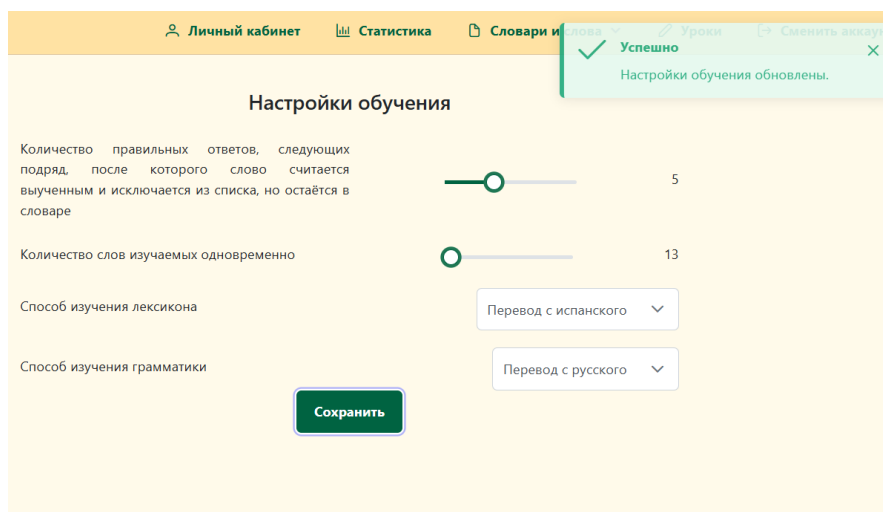 Личный кабинет
Статистика
Словари и слова
Уроки
Сменить аккаун
Успешно
Настройки обучения обновлены.
Настройки обучения
Количество правильных ответов, следующих
подряд, после которого слово считается
выученным и исключается из списка, но остаётся в
словаре
5
Количество слов изучаемых одновременно
13
Способ изучения лексикона
Перевод с испанского
Способ изучения грамматики
Перевод с русского
Сохранить